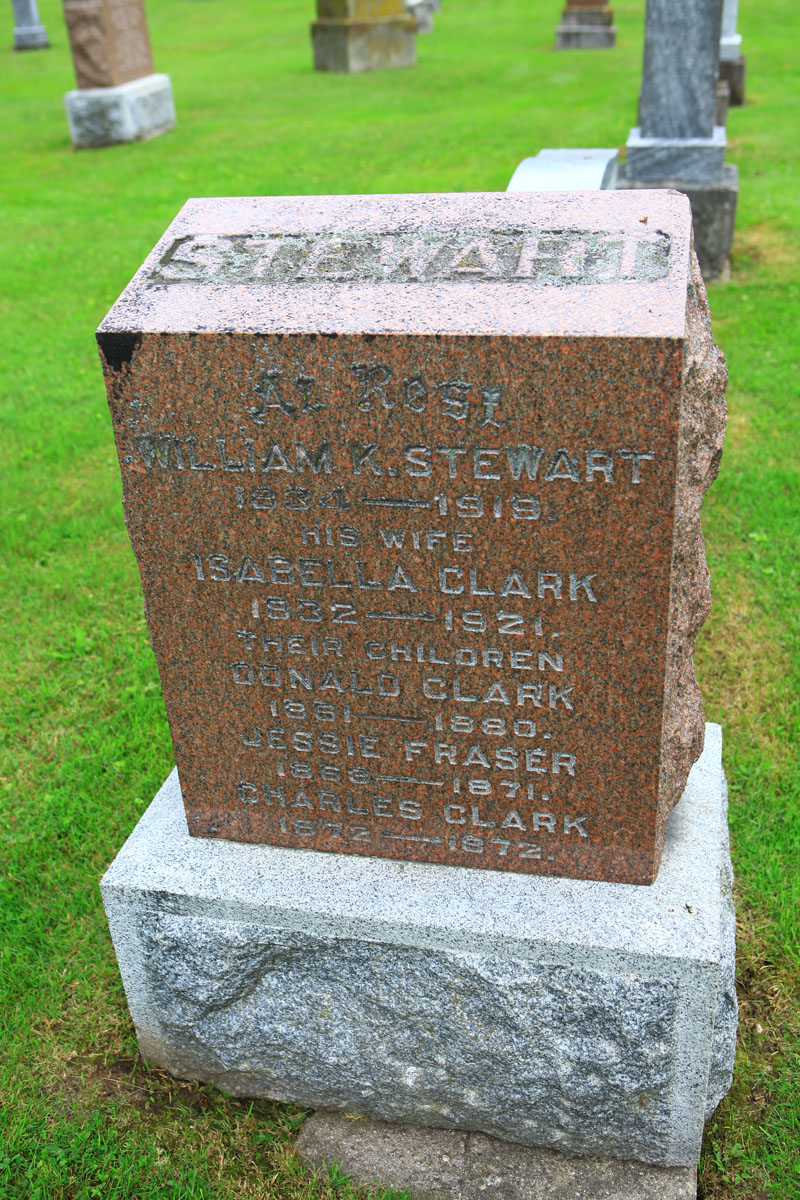 STEWART
At Rest
WILLIAM K. STEWART
1834—1919.
HIS WIFE
ISABELLA CLARK
1832—1921.
THEIR CHILDREN
DONALD CLARK
1861—1880.
JESSIE FRASER
1869—1871.
CHARLES CLARK
1872—1872.